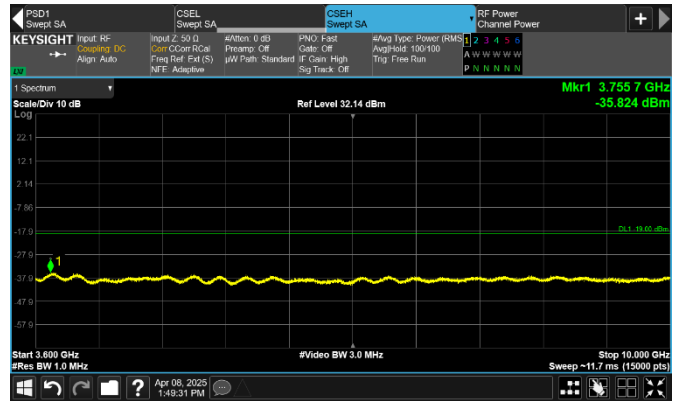 PSD1
Swept SA
CSEL
Swept SA
CSEH
Swept SA
RF Power
Channel Power
KEYSIGHT
Input: RF
Coupling: DC
Align: Auto
Input Z: 50 Ω
Corr CCorr RCal
Freq Ref: Ext (S)
NFE: Adaptive
#Atten: 0 dB
Preamp: Off
µW Path: Standard
PNO: Fast
Gate: Off
IF Gain: High
Sig Track: Off
#Avg Type: Power (RMS
Avg|Hold: 100/100
Trig: Free Run
1 2 3 4 5 6
A W W W W W
P N N N N N
LXI
1 Spectrum
Scale/Div 10 dB
Ref Level 32.14 dBm
Mkr1 3.755 7 GHz
-35.824 dBm
Log
22.1
12.1
2.14
-7.86
-17.9
DL1 -19.00 dBm
-27.9
1
-37.9
-47.9
-57.9
Start 3.600 GHz
#Video BW 3.0 MHz
Stop 10.000 GHz
#Res BW 1.0 MHz
Sweep ~11.7 ms (15000 pts)
?
Apr 08, 2025
1:49:31 PM